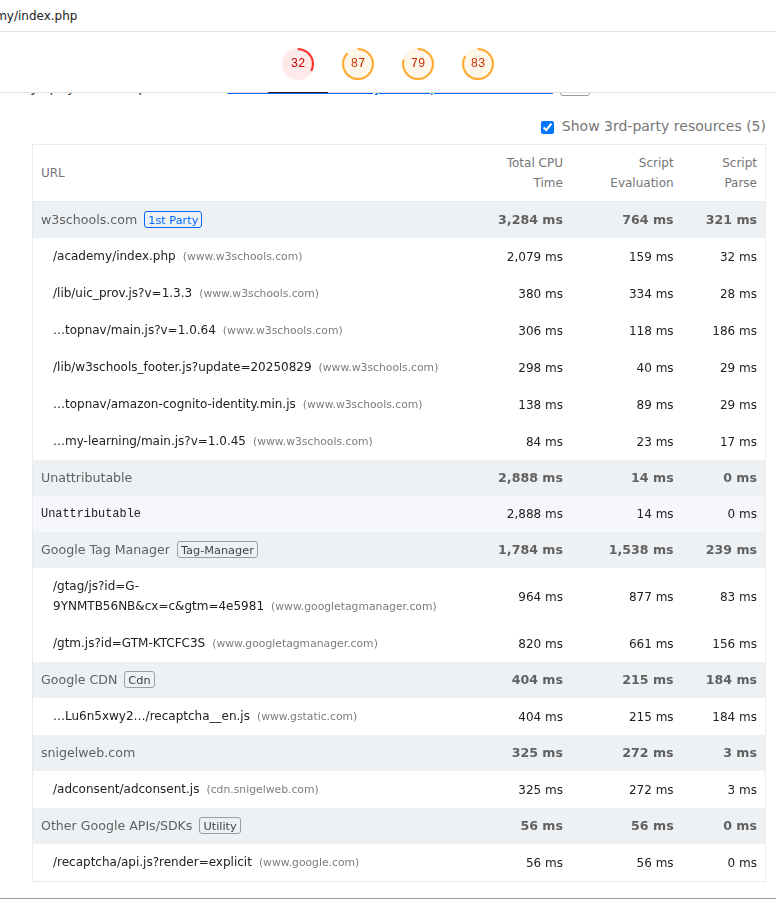 my/index.php
32 87 79 83
Show 3rd-party resources (5)
URL Total CPU Time Script Evaluation Script Parse
w3schools.com 1st Party 3,284 ms 764 ms 321 ms
/academy/index.php (www.w3schools.com) 2,079 ms 159 ms 32 ms
/lib/uic_prov.js?v=1.3.3 (www.w3schools.com) 380 ms 334 ms 28 ms
…topnav/main.js?v=1.0.64 (www.w3schools.com) 306 ms 118 ms 186 ms
/lib/w3schools_footer.js?update=20250829 (www.w3schools.com) 298 ms 40 ms 29 ms
…topnav/amazon-cognito-identity.min.js (www.w3schools.com) 138 ms 89 ms 29 ms
…my-learning/main.js?v=1.0.45 (www.w3schools.com) 84 ms 23 ms 17 ms
Unattributable 2,888 ms 14 ms 0 ms
Unattributable 2,888 ms 14 ms 0 ms
Google Tag Manager Tag-Manager 1,784 ms 1,538 ms 239 ms
/gtag/js?id=G-
9YNMTB56NB&cx=c&gtm=4e5981 (www.googletagmanager.com) 964 ms 877 ms 83 ms
/gtm.js?id=GTM-KTCFC3S (www.googletagmanager.com) 820 ms 661 ms 156 ms
Google CDN Cdn 404 ms 215 ms 184 ms
…Lu6n5xwy2…/recaptcha__en.js (www.gstatic.com) 404 ms 215 ms 184 ms
snigelweb.com 325 ms 272 ms 3 ms
/adconsent/adconsent.js (cdn.snigelweb.com) 325 ms 272 ms 3 ms
Other Google APIs/SDKs Utility 56 ms 56 ms 0 ms
/recaptcha/api.js?render=explicit (www.google.com) 56 ms 56 ms 0 ms